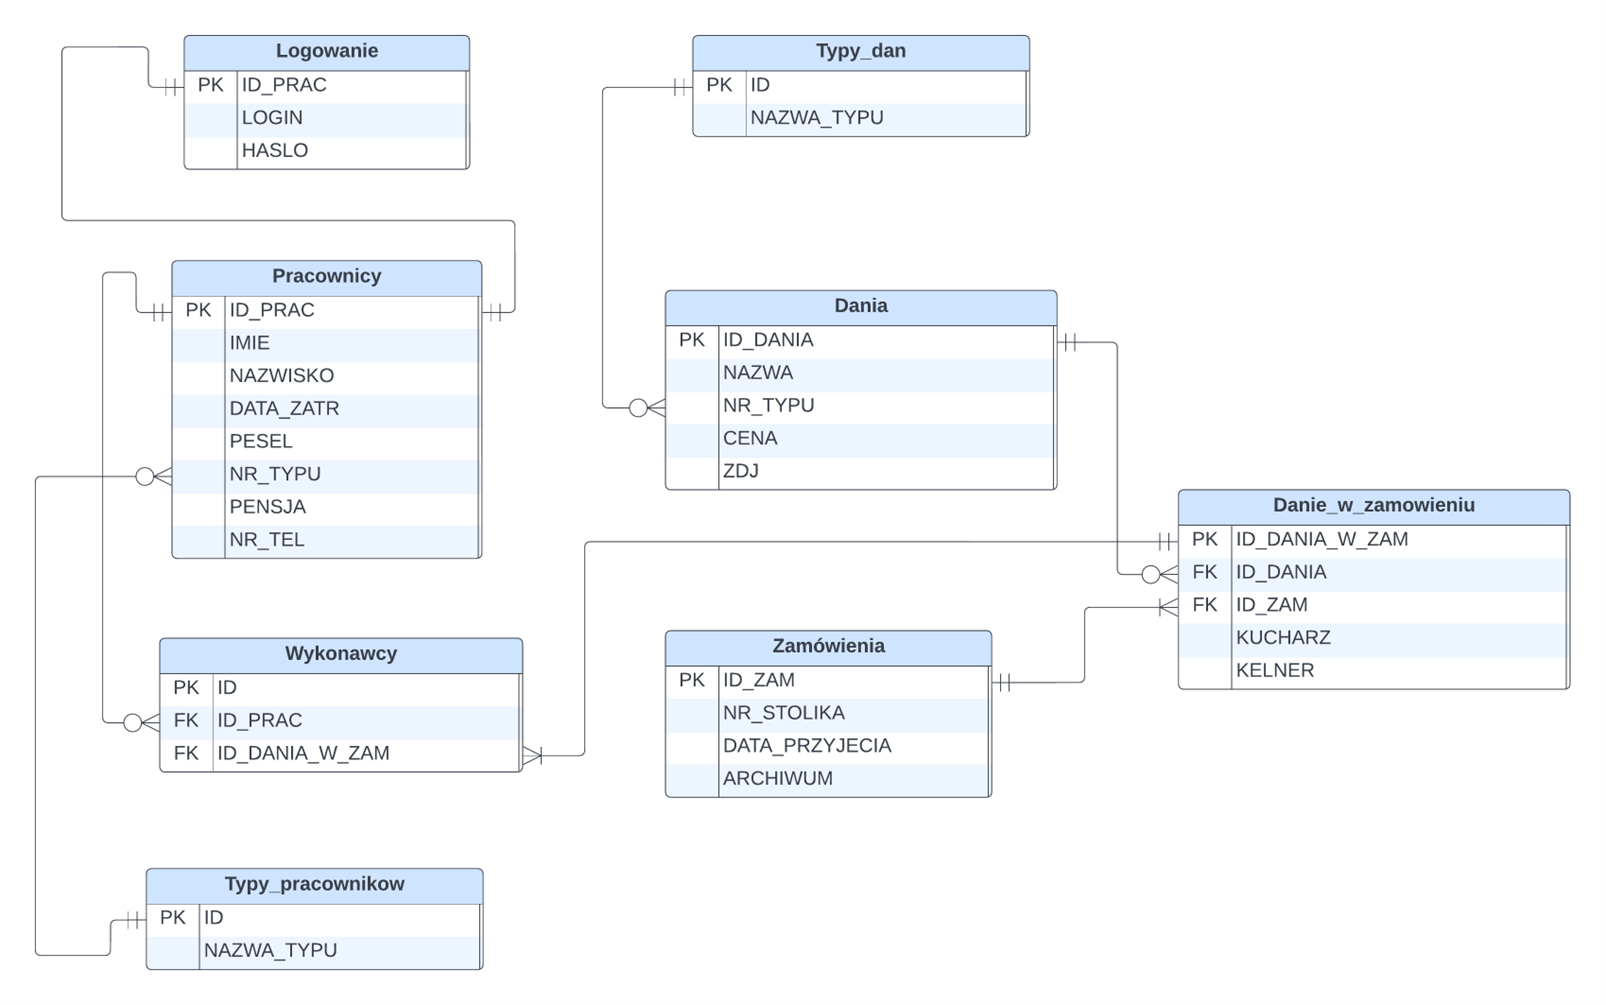 Logowanie
PK ID_PRAC
LOGIN
HASLO
Typy_dan
PK ID
NAZWA_TYPU
Pracownicy
PK ID_PRAC
IMIE
NAZWISKO
DATA_ZATR
PESEL
NR_TYPU
PENSJA
NR_TEL
Dania
PK ID_DANIA
NAZWA
NR_TYPU
CENA
ZDJ
Danie_w_zamowieniu
PK ID_DANIA_W_ZAM
FK ID_DANIA
FK ID_ZAM
KUCHARZ
KELNER
Wykonawcy
PK ID
FK ID_PRAC
FK ID_DANIA_W_ZAM
Zamówienia
PK ID_ZAM
NR_STOLIKA
DATA_PRZYJECIA
ARCHIWUM
Typy_pracownikow
PK ID
NAZWA_TYPU